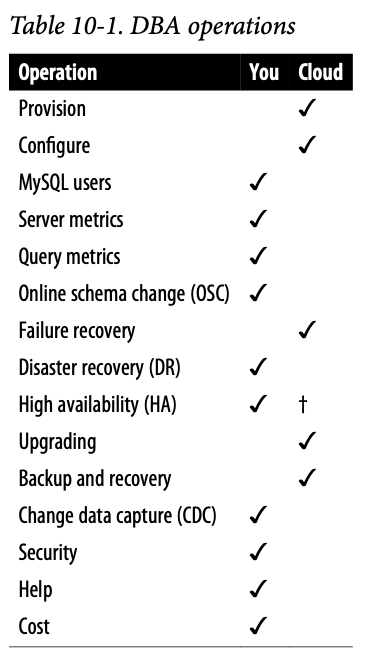 Table 10-1. DBA operations
Operation You Cloud
Provision ✓
Configure ✓
MySQL users ✓
Server metrics ✓
Query metrics ✓
Online schema change (OSC) ✓
Failure recovery ✓
Disaster recovery (DR) ✓
High availability (HA) ✓ †
Upgrading ✓
Backup and recovery ✓
Change data capture (CDC) ✓
Security ✓
Help ✓
Cost ✓